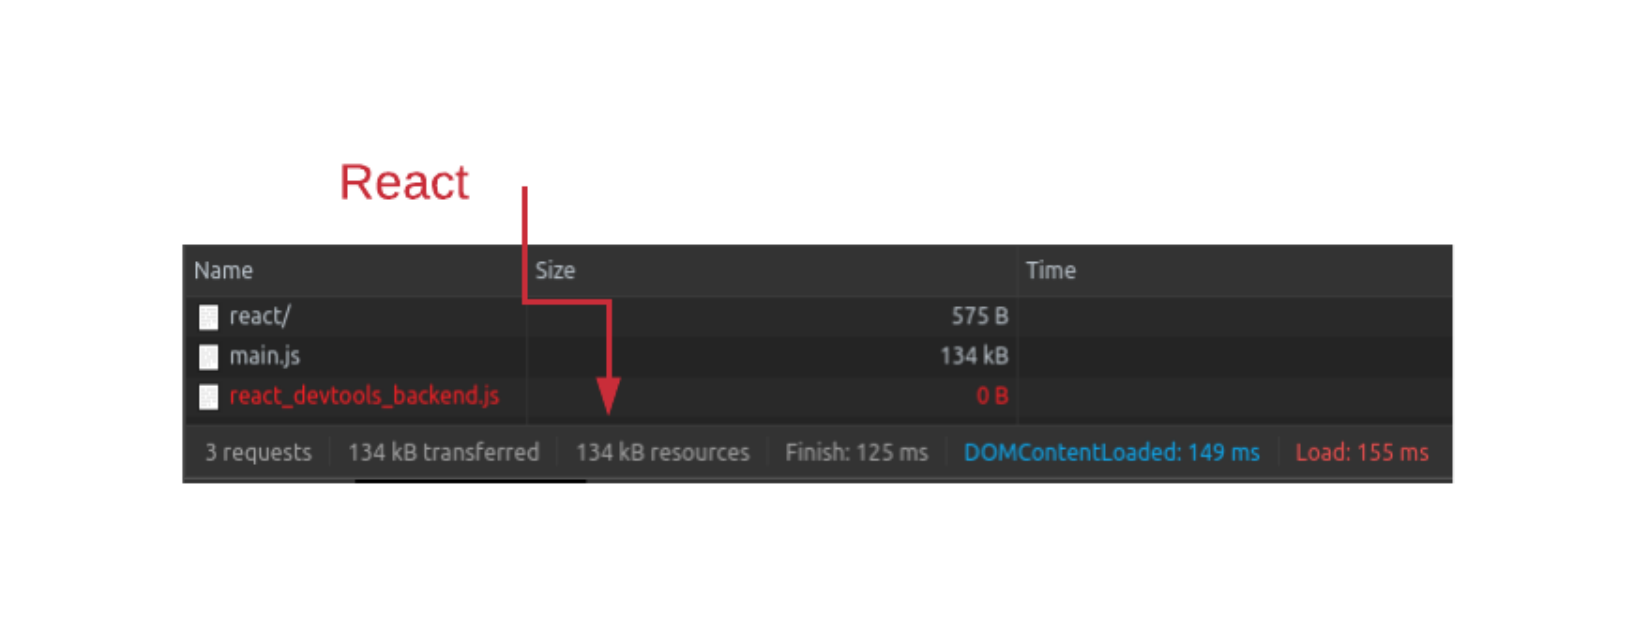 React
Name Size Time
react/ 575 B
main.js 134 kB
react_devtools_backend.js 0 B
3 requests 134 kB transferred 134 kB resources Finish: 125 ms DOMContentLoaded: 149 ms Load: 155 ms